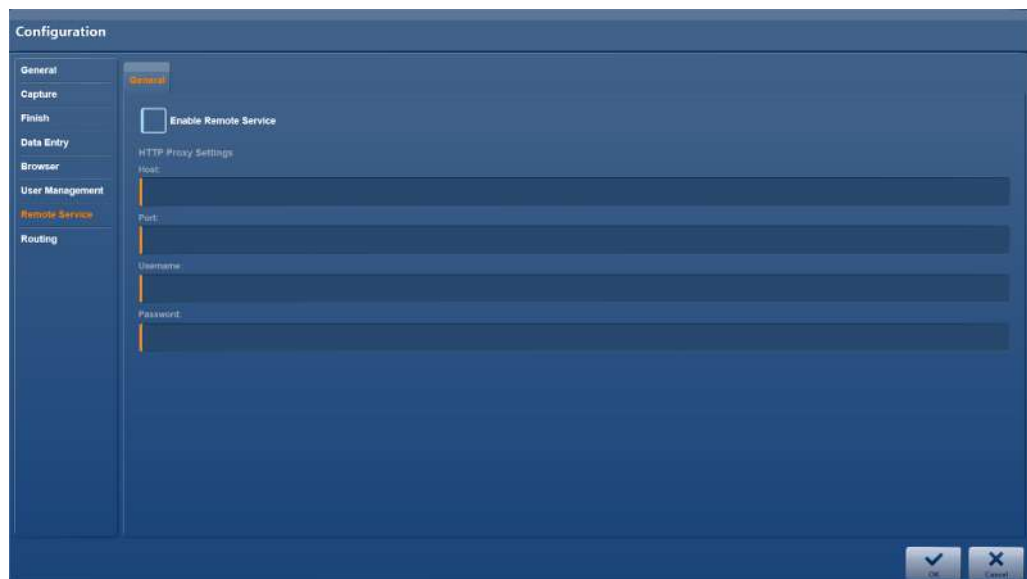 Configuration
General
Capture
Finish
Data Entry
Browser
User Management
Remote Service
Routing
General
Enable Remote Service
HTTP Proxy Settings
Host:
Port:
Username:
Password:
OK
Cancel